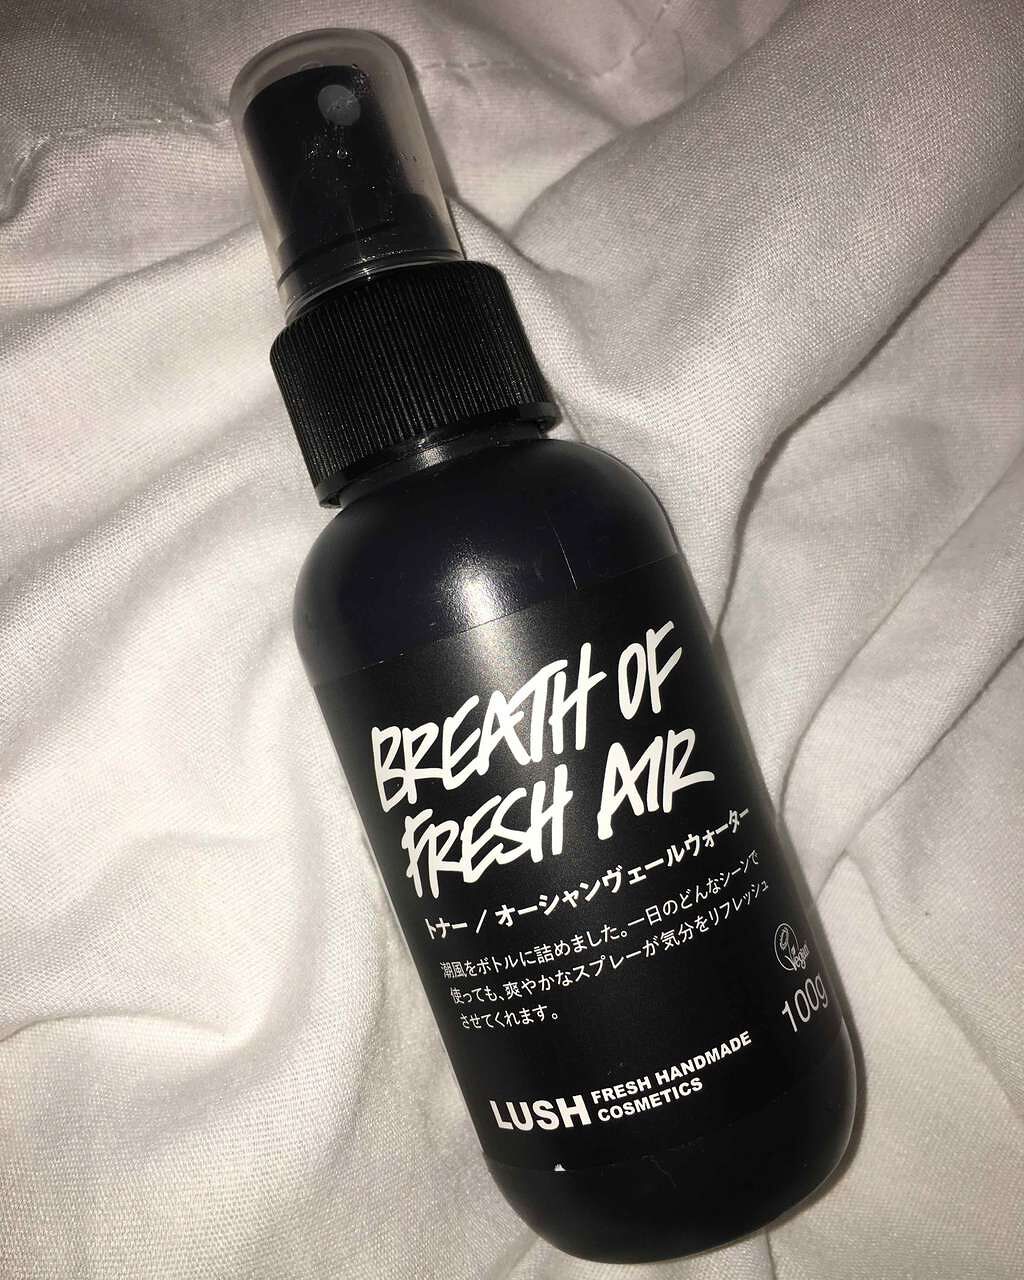 BREATH OF
FRESH AIR
トナー / オーシャンヴェールウォーター
潮風をボトルに詰めました。一日のどんなシーンで
使っても、爽やかなスプレーが気分をリフレッシュ
させてくれます。
Vegan
100g
LUSH FRESH HANDMADE
COSMETICS